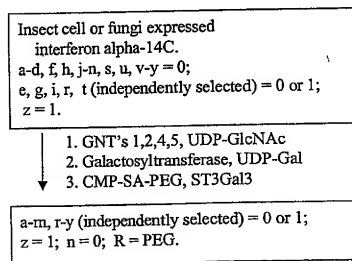 Insect cell or fungi expressed
interferon alpha-14C.
a-d, f, h, j-n, s, u, v-y = 0;
e, g, i, r, t (independently selected) = 0 or 1;
z = 1.
1. GNT's 1,2,4,5, UDP-GlcNAc
2. Galactosyltransferase, UDP-Gal
3. CMP-SA-PEG, ST3Gal3
a-m, r-y (independently selected) = 0 or 1;
z = 1; n = 0; R = PEG.